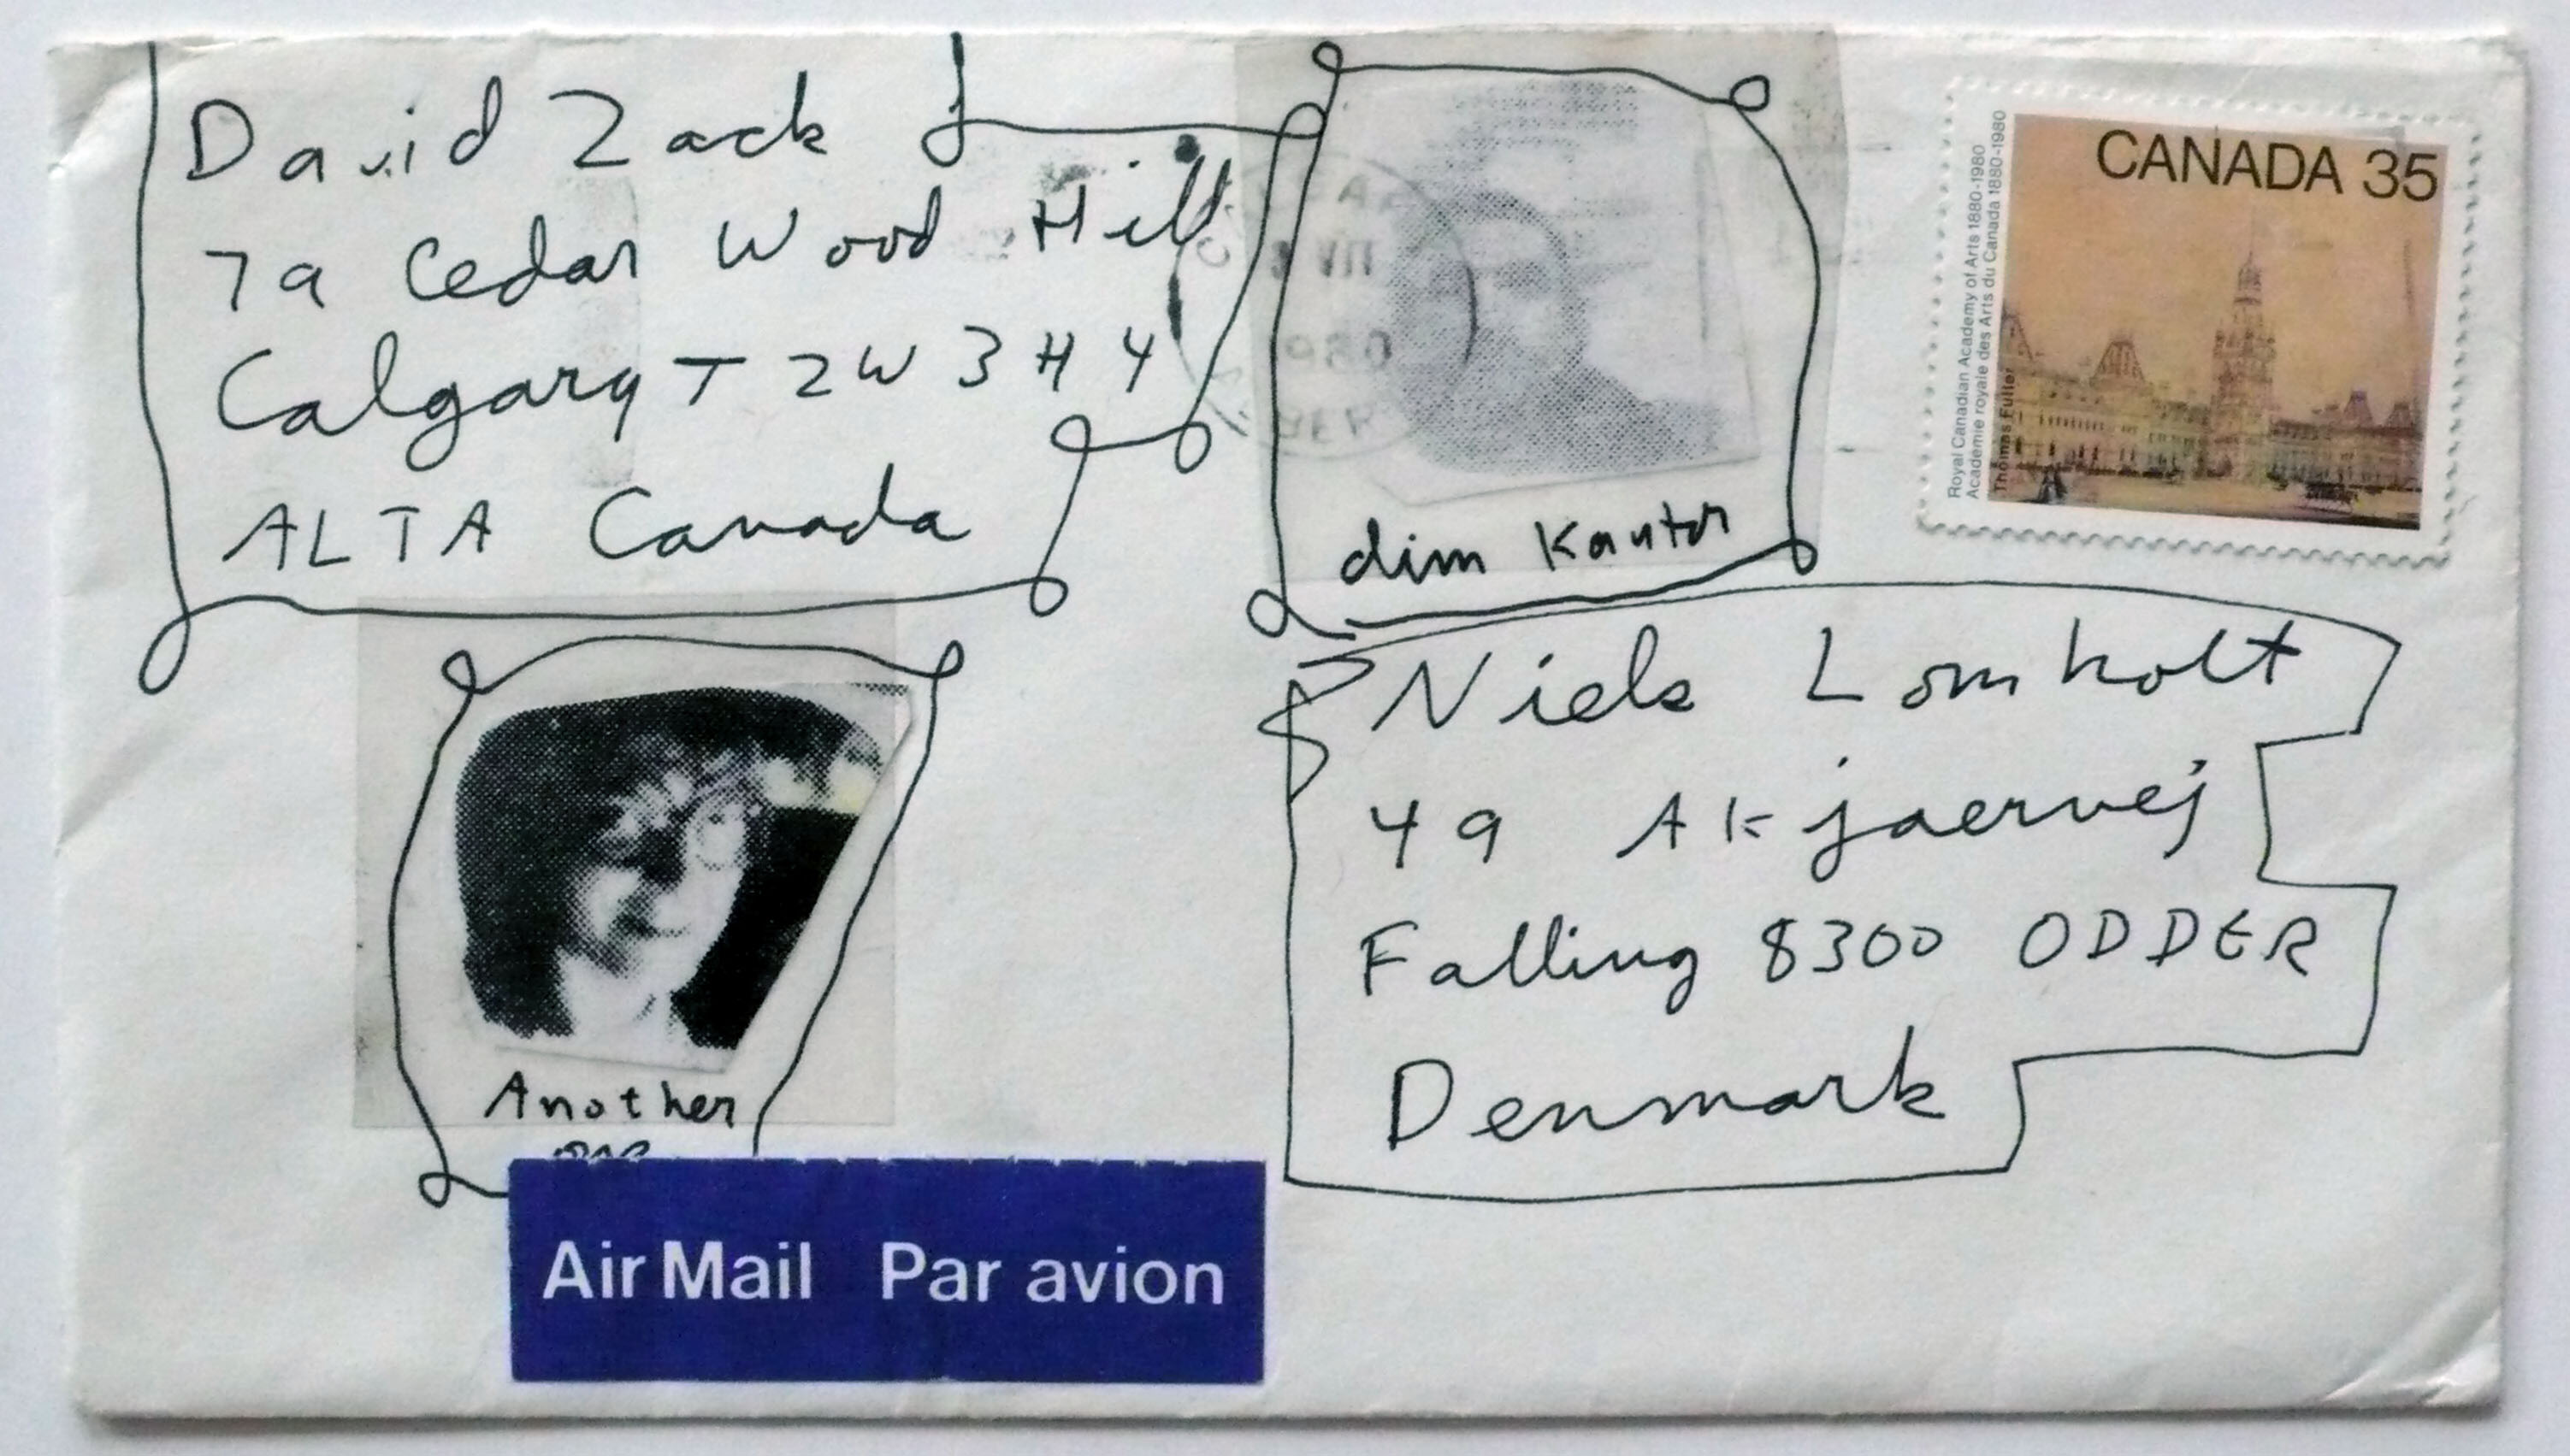 David Zack
79 Cedar Wood Hill
Calgary T2W 3H4
ALTA Canada
dim Kantor
CANADA 35
Royal Canadian Academy of Arts 1880-1980
Académie royale des Arts du Canada 1880-1980
Thomas Fuller
Niels Lomholt
49 Akjaervej
Falling 8300 ODDER
Denmark
Another
Air Mail Par avion